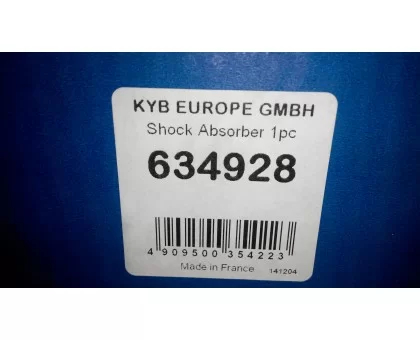 KYB EUROPE GMBH
Shock Absorber 1pc
634928
4 909500 354223
Made in France 141204